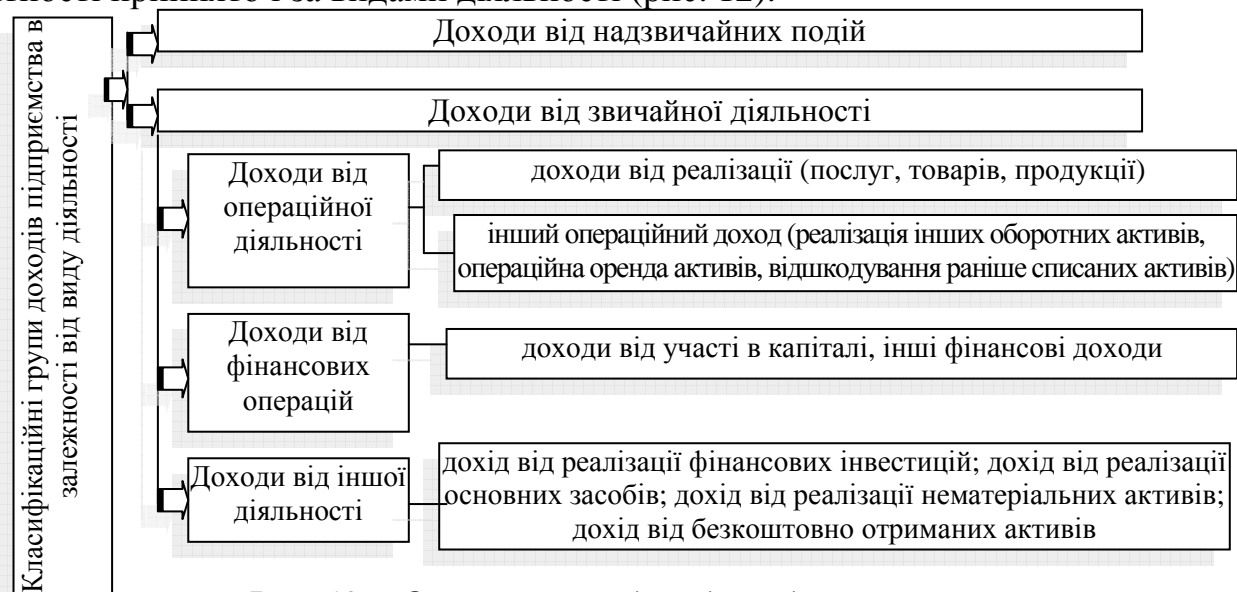 прийнято і за видами діяльності (рис. 12).
Класифікаційні групи доходів підприємства в
залежності від виду діяльності
Доходи від надзвичайних подій
Доходи від звичайної діяльності
Доходи від
операційної
діяльності
доходи від реалізації (послуг, товарів, продукції)
інший операційний доход (реалізація інших оборотних активів,
операційна оренда активів, відшкодування раніше списаних активів)
Доходи від
фінансових
операцій
доходи від участі в капіталі, інші фінансові доходи
Доходи від іншої
діяльності
дохід від реалізації фінансових інвестицій; дохід від реалізації
основних засобів; дохід від реалізації нематеріальних активів;
дохід від безкоштовно отриманих активів